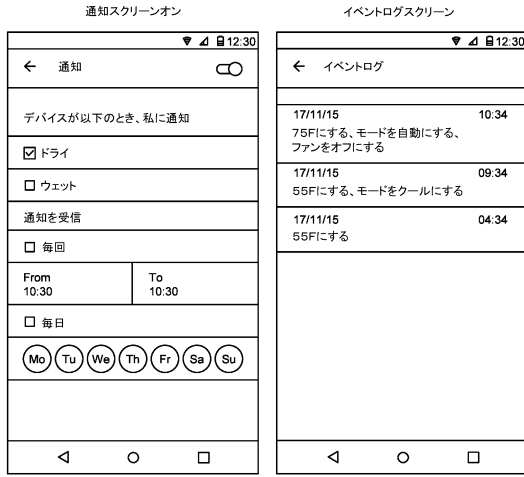 通知スクリーンオン
12:30
通知
デバイスが以下のとき、私に通知
ドライ
ウェット
通知を受信
毎回
From To
10:30 10:30
毎日
Mo Tu We Th Fr Sa Su
イベントログスクリーン
12:30
イベントログ
17/11/15 10:34
75Fにする、モードを自動にする、
ファンをオフにする
17/11/15 09:34
55Fにする、モードをクールにする
17/11/15 04:34
55Fにする